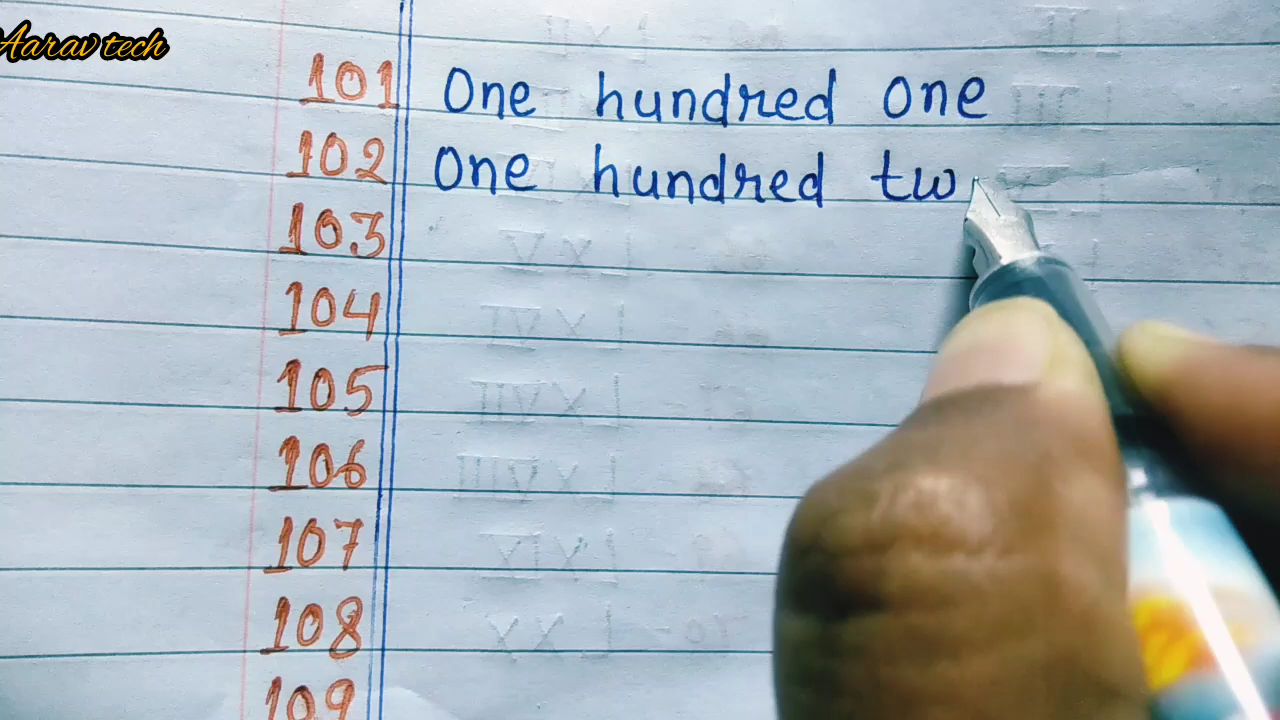 Aarav tech
101 One hundred one
102 One hundred tw
103
104
105
106
107
108
109